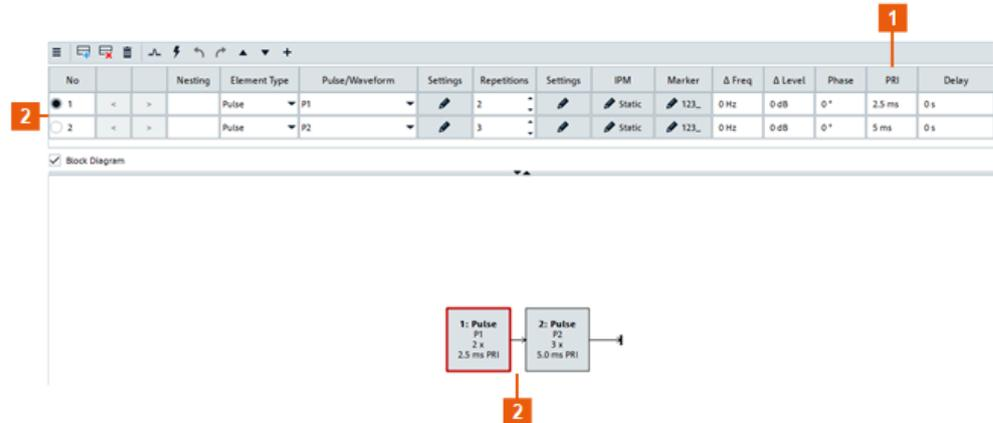 1
No Nesting Element Type Pulse/Waveform Settings Repetitions Settings IPM Marker Δ Freq Δ Level Phase PRI Delay
1 < > Pulse P1 2 Static 123_ 0 Hz 0 dB 0 ° 2.5 ms 0 s
2
2 < > Pulse P2 3 Static 123_ 0 Hz 0 dB 0 ° 5 ms 0 s
Block Diagram
1: Pulse
P1
2 x
2.5 ms PRI
2: Pulse
P2
3 x
5.0 ms PRI
2